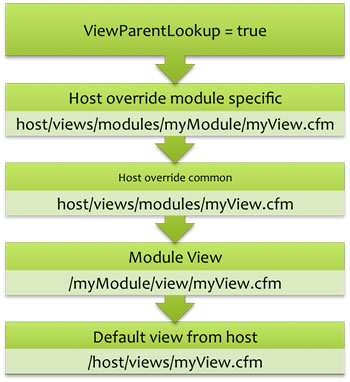 ViewParentLookup = true
Host override module specific
host/views/modules/myModule/myView.cfm
Host override common
host/views/modules/myView.cfm
Module View
/myModule/view/myView.cfm
Default view from host
/host/views/myView.cfm